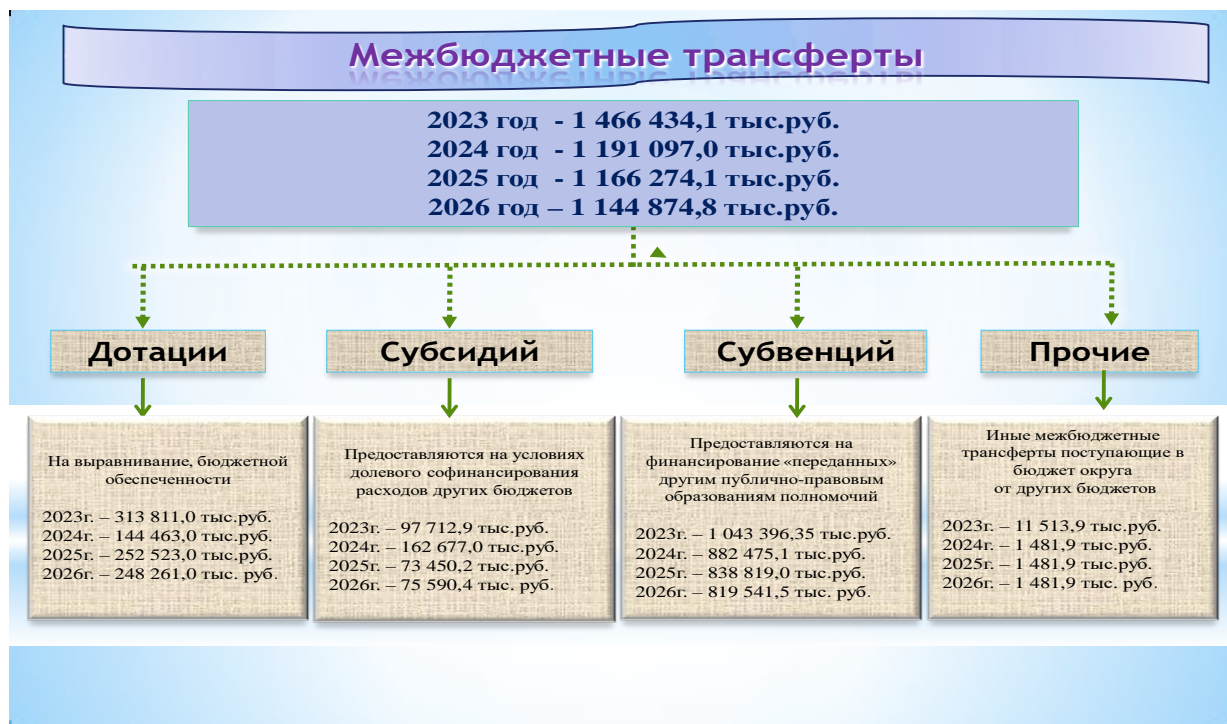 Межбюджетные трансферты
2023 год - 1 466 434,1 тыс.руб.
2024 год - 1 191 097,0 тыс.руб.
2025 год - 1 166 274,1 тыс.руб.
2026 год – 1 144 874,8 тыс.руб.
Дотации
Субсидий
Субвенций
Прочие
На выравнивание, бюджетной
обеспеченности
2023г. – 313 811,0 тыс.руб.
2024г. – 144 463,0 тыс.руб.
2025г. – 252 523,0 тыс.руб.
2026г. – 248 261,0 тыс. руб.
Предоставляются на условиях
долевого софинансирования
расходов других бюджетов
2023г. – 97 712,9 тыс.руб.
2024г. – 162 677,0 тыс.руб.
2025г. – 73 450,2 тыс.руб.
2026г. – 75 590,4 тыс. руб.
Предоставляются на
финансирование «переданных»
другим публично-правовым
образованиям полномочий
2023г. – 1 043 396,35 тыс.руб.
2024г. – 882 475,1 тыс.руб.
2025г. – 838 819,0 тыс.руб.
2026г. – 819 541,5 тыс. руб.
Иные межбюджетные
трансферты поступающие в
бюджет округа
от других бюджетов
2023г. – 11 513,9 тыс.руб.
2024г. – 1 481,9 тыс.руб.
2025г. – 1 481,9 тыс.руб.
2026г. – 1 481,9 тыс. руб.